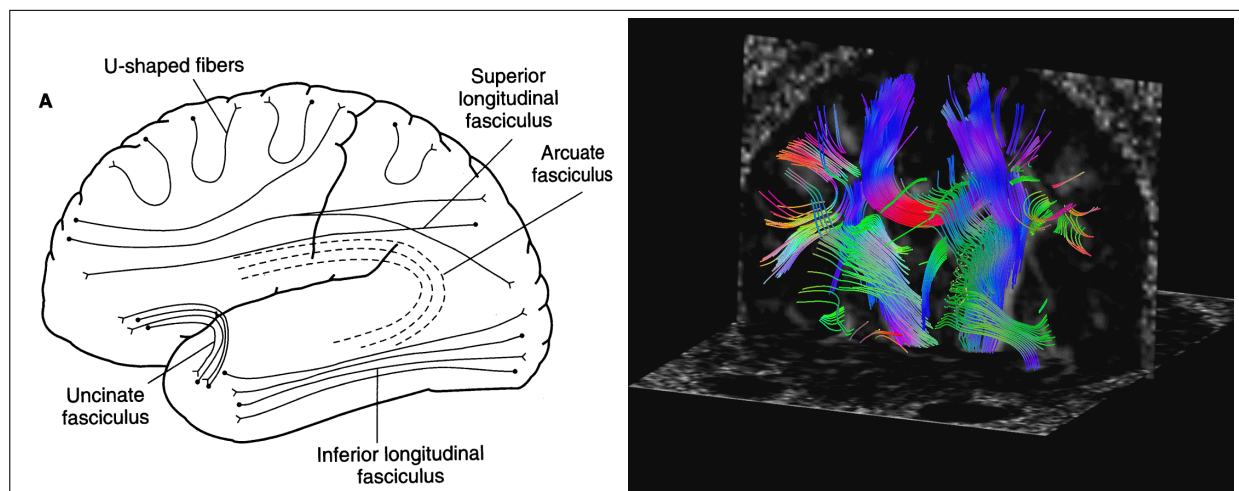 U-shaped fibers
A
Superior
longitudinal
fasciculus
Arcuate
fasciculus
Uncinate
fasciculus
Inferior longitudinal
fasciculus